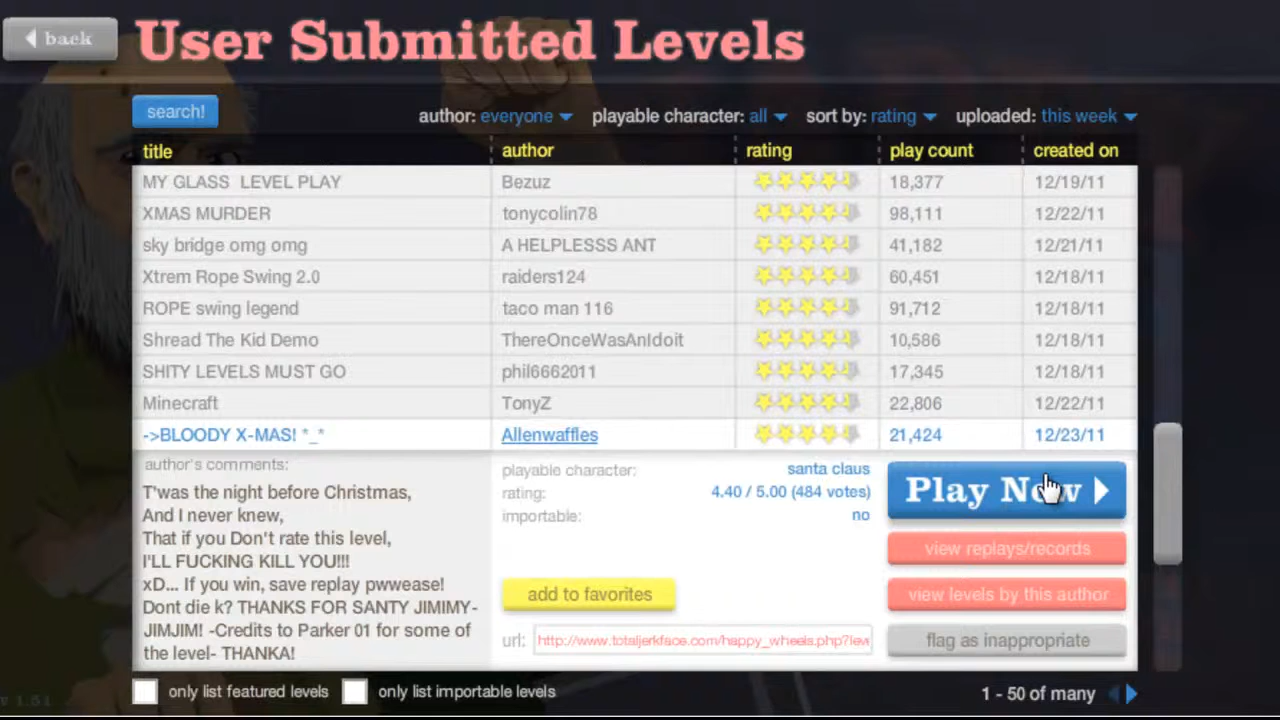 back
User Submitted Levels
search!
author: everyone playable character: all sort by: rating uploaded: this week
title author rating play count created on
MY GLASS LEVEL PLAY Bezuz 18,377 12/19/11
XMAS MURDER tonycolin78 98,111 12/22/11
sky bridge omg omg A HELPLESSS ANT 41,182 12/21/11
Xtrem Rope Swing 2.0 raiders124 60,451 12/18/11
ROPE swing legend taco man 116 91,712 12/18/11
Shread The Kid Demo ThereOnceWasAnIdoit 10,586 12/18/11
SHITY LEVELS MUST GO phil6662011 17,345 12/18/11
Minecraft TonyZ 22,806 12/22/11
->BLOODY X-MAS! *_* Allenwaffles 21,424 12/23/11
author's comments:
T'was the night before Christmas,
And I never knew,
That if you Don't rate this level,
I'LL FUCKING KILL YOU!!!
xD... If you win, save replay pwwease!
Dont die k? THANKS FOR SANTY JIMIMY-
JIMJIM! -Credits to Parker 01 for some of
the level- THANKA!
playable character: santa claus
rating: 4.40 / 5.00 (484 votes)
importable: no
add to favorites
url: http://www.totaljerkface.com/happy_wheels.php?lev
Play Now
view replays/records
view levels by this author
flag as inappropriate
only list featured levels only list importable levels
1 - 50 of many
v 1.51